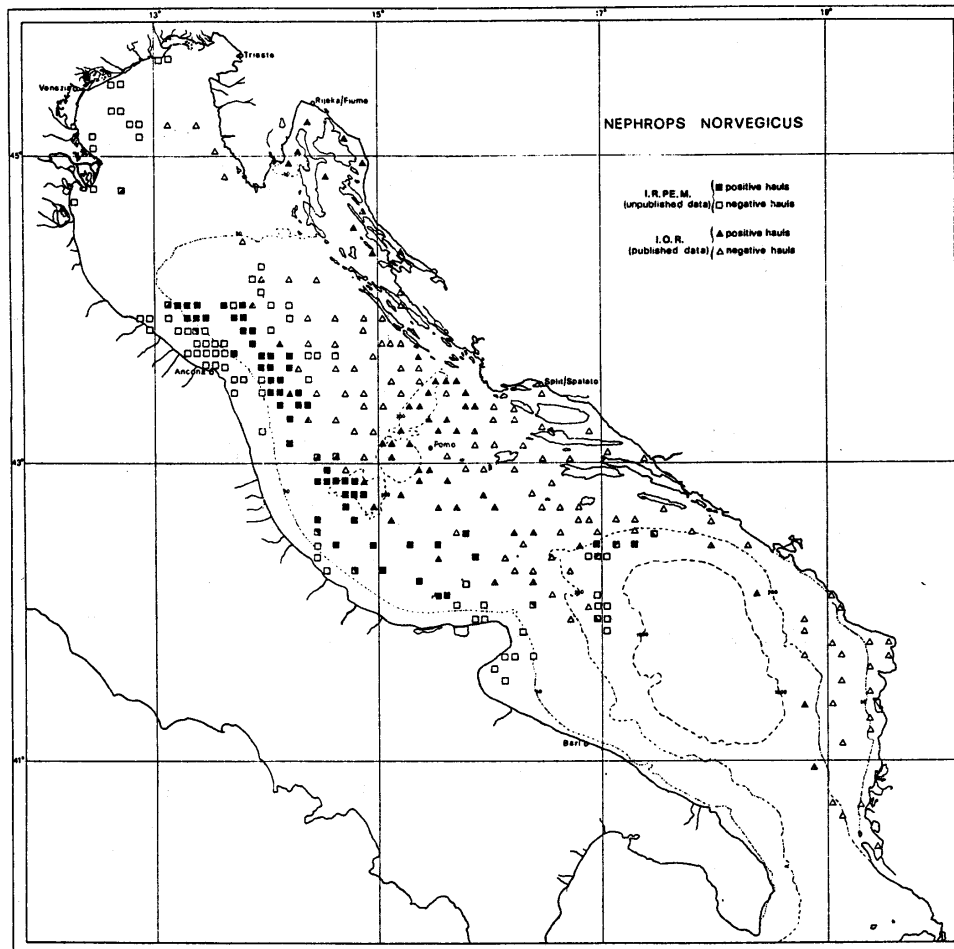 13° 15° 17° 19°
Trieste
Venezia
Rijeka/Fiume
NEPHROPS NORVEGICUS
45°
I.R.PE.M. positive hauls
(unpublished data) negative hauls
I.O.R. positive hauls
(published data) negative hauls
Ancona
Split/Spalato
Pomo
43°
Bari
41°